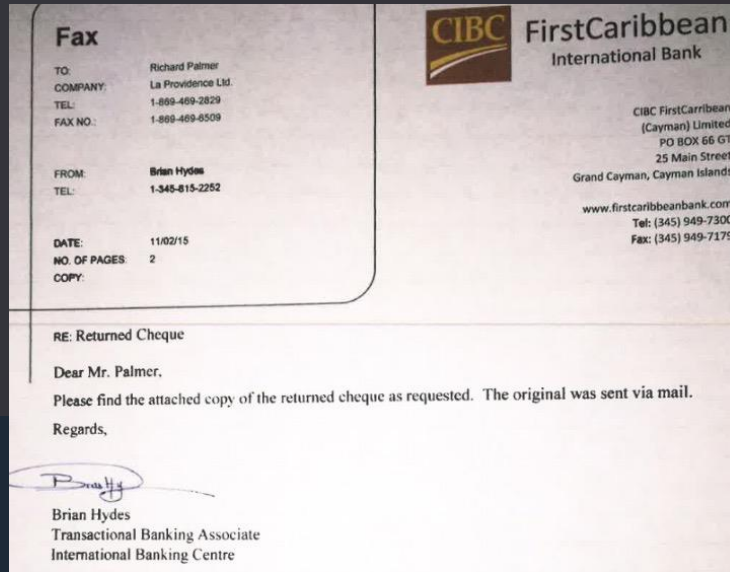 Fax
TO: Richard Palmer
COMPANY: La Providence Ltd.
TEL: 1-869-469-2829
FAX NO.: 1-869-469-6509
FROM: Brian Hydes
TEL: 1-345-815-2252
DATE: 11/02/15
NO. OF PAGES 2
COPY:
CIBC FirstCaribbean
International Bank
CIBC FirstCarribean
(Cayman) Limited
PO BOX 66 GT
25 Main Street
Grand Cayman, Cayman Islands
www.firstcaribbeanbank.com
Tel: (345) 949-7300
Fax: (345) 949-7179
RE: Returned Cheque
Dear Mr. Palmer,
Please find the attached copy of the returned cheque as requested. The original was sent via mail.
Regards,
Brian Hydes
Transactional Banking Associate
International Banking Centre